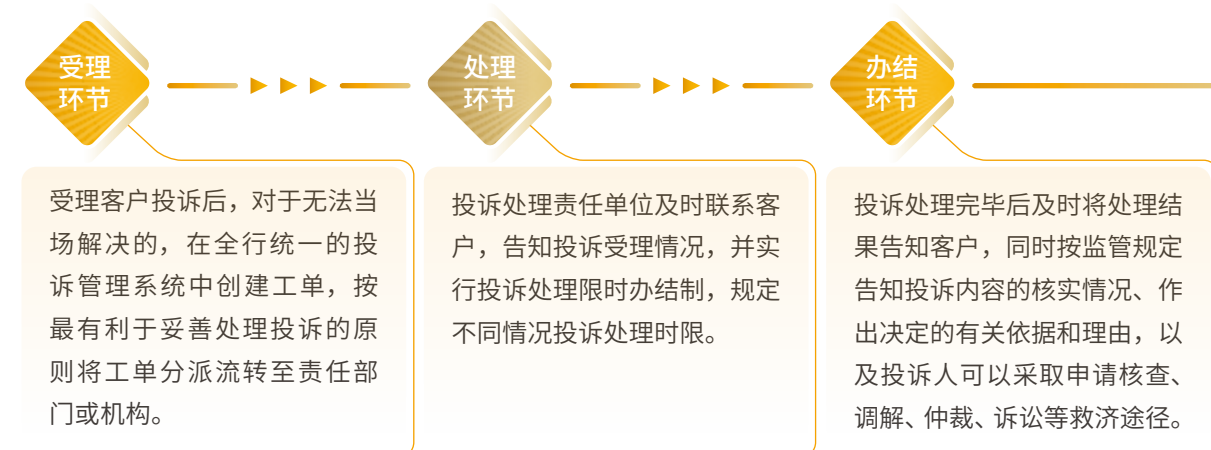 受理
环节
处理
环节
办结
环节
受理客户投诉后，对于无法当
场解决的，在全行统一的投
诉管理系统中创建工单，按
最有利于妥善处理投诉的原
则将工单分派流转至责任部
门或机构。
投诉处理责任单位及时联系客
户，告知投诉受理情况，并实
行投诉处理限时办结制，规定
不同情况投诉处理时限。
投诉处理完毕后及时将处理结
果告知客户，同时按监管规定
告知投诉内容的核实情况、作
出决定的有关依据和理由，以
及投诉人可以采取申请核查、
调解、仲裁、诉讼等救济途径。